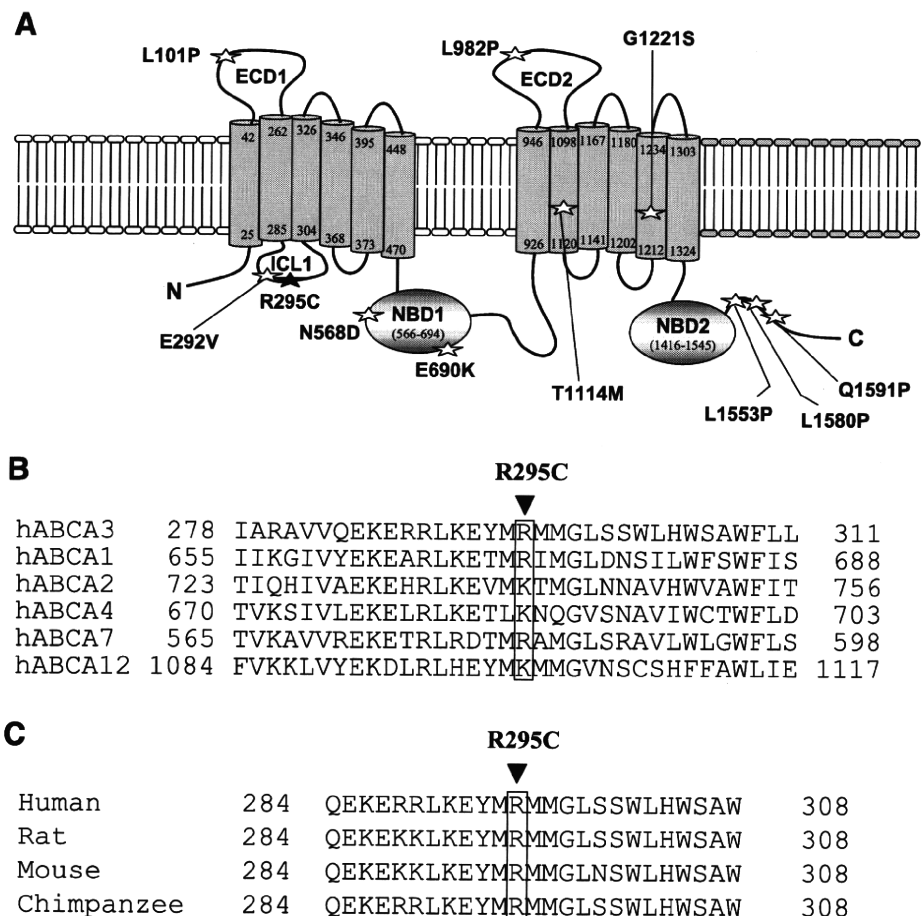 A
L101P
ECD1
L982P
ECD2
G1221S
42 262 326 346 395 448
946 1098 1167 1180 1234 1303
25 285 304 368 373 470
926 1120 1141 1202 1212 1324
N
ICL1
R295C
E292V
N568D
NBD1
(566-694)
E690K
T1114M
NBD2
(1416-1545)
C
Q1591P
L1553P
L1580P
B
R295C
hABCA3 278 IARAVVQEKERRLKEYMRMMGLSSWLHWSAWFLL 311
hABCA1 655 IIKGIVYEKEARLKETMRIMGLDNSILWFSWFIS 688
hABCA2 723 TIQHIVAEKEHRLKEVMKTMGLNNAVHWVAWFIT 756
hABCA4 670 TVKSIVLEKELRLKETLKNQGVSNAVIWCTWFLD 703
hABCA7 565 TVKAVVREKETRLRDTMRAMGLSRAVLWLGWFLS 598
hABCA12 1084 FVKKLVYEKDLRLHEYMKMMGVNSCSHFFAWLIE 1117
C
R295C
Human 284 QEKERRLKEYMRMMGLSSWLHWSAW 308
Rat 284 QEKEKKLKEYMRMMGLSSWLHWSAW 308
Mouse 284 QEKEKKLKEYMRMMGLNSWLHWSAW 308
Chimpanzee 284 QEKERRLKEYMRMMGLSSWLHWSAW 308